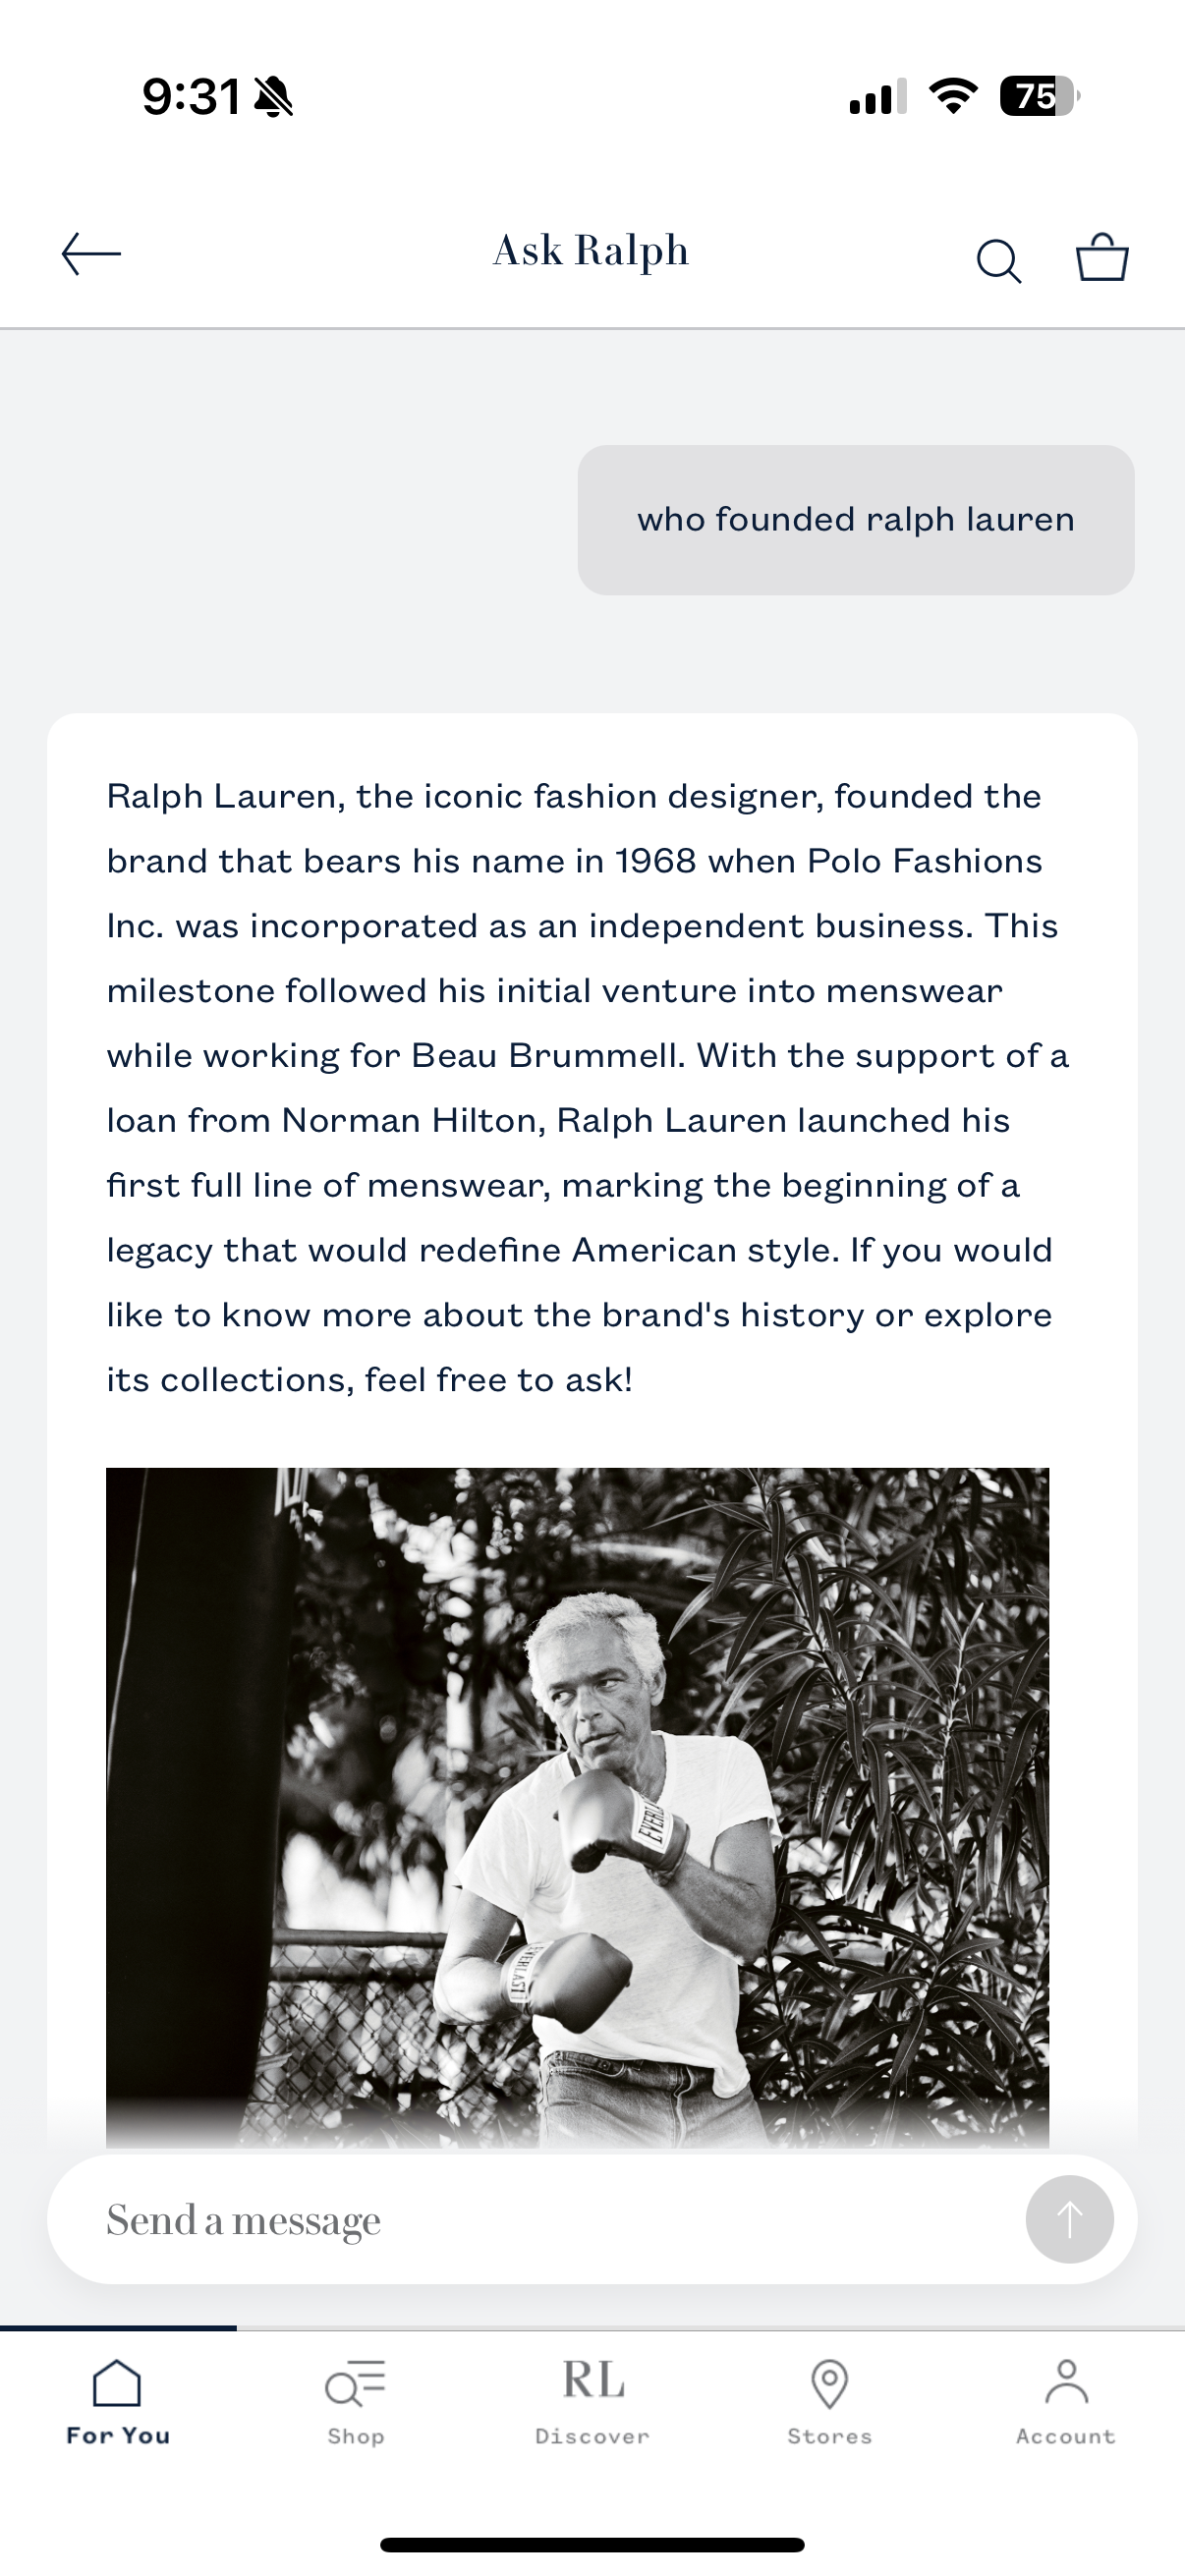 9:31
75
Ask Ralph
who founded ralph lauren
Ralph Lauren, the iconic fashion designer, founded the
brand that bears his name in 1968 when Polo Fashions
Inc. was incorporated as an independent business. This
milestone followed his initial venture into menswear
while working for Beau Brummell. With the support of a
loan from Norman Hilton, Ralph Lauren launched his
first full line of menswear, marking the beginning of a
legacy that would redefine American style. If you would
like to know more about the brand's history or explore
its collections, feel free to ask!
EVERL
EVERLAST
Send a message
RL
For You
Shop
Discover
Stores
Account